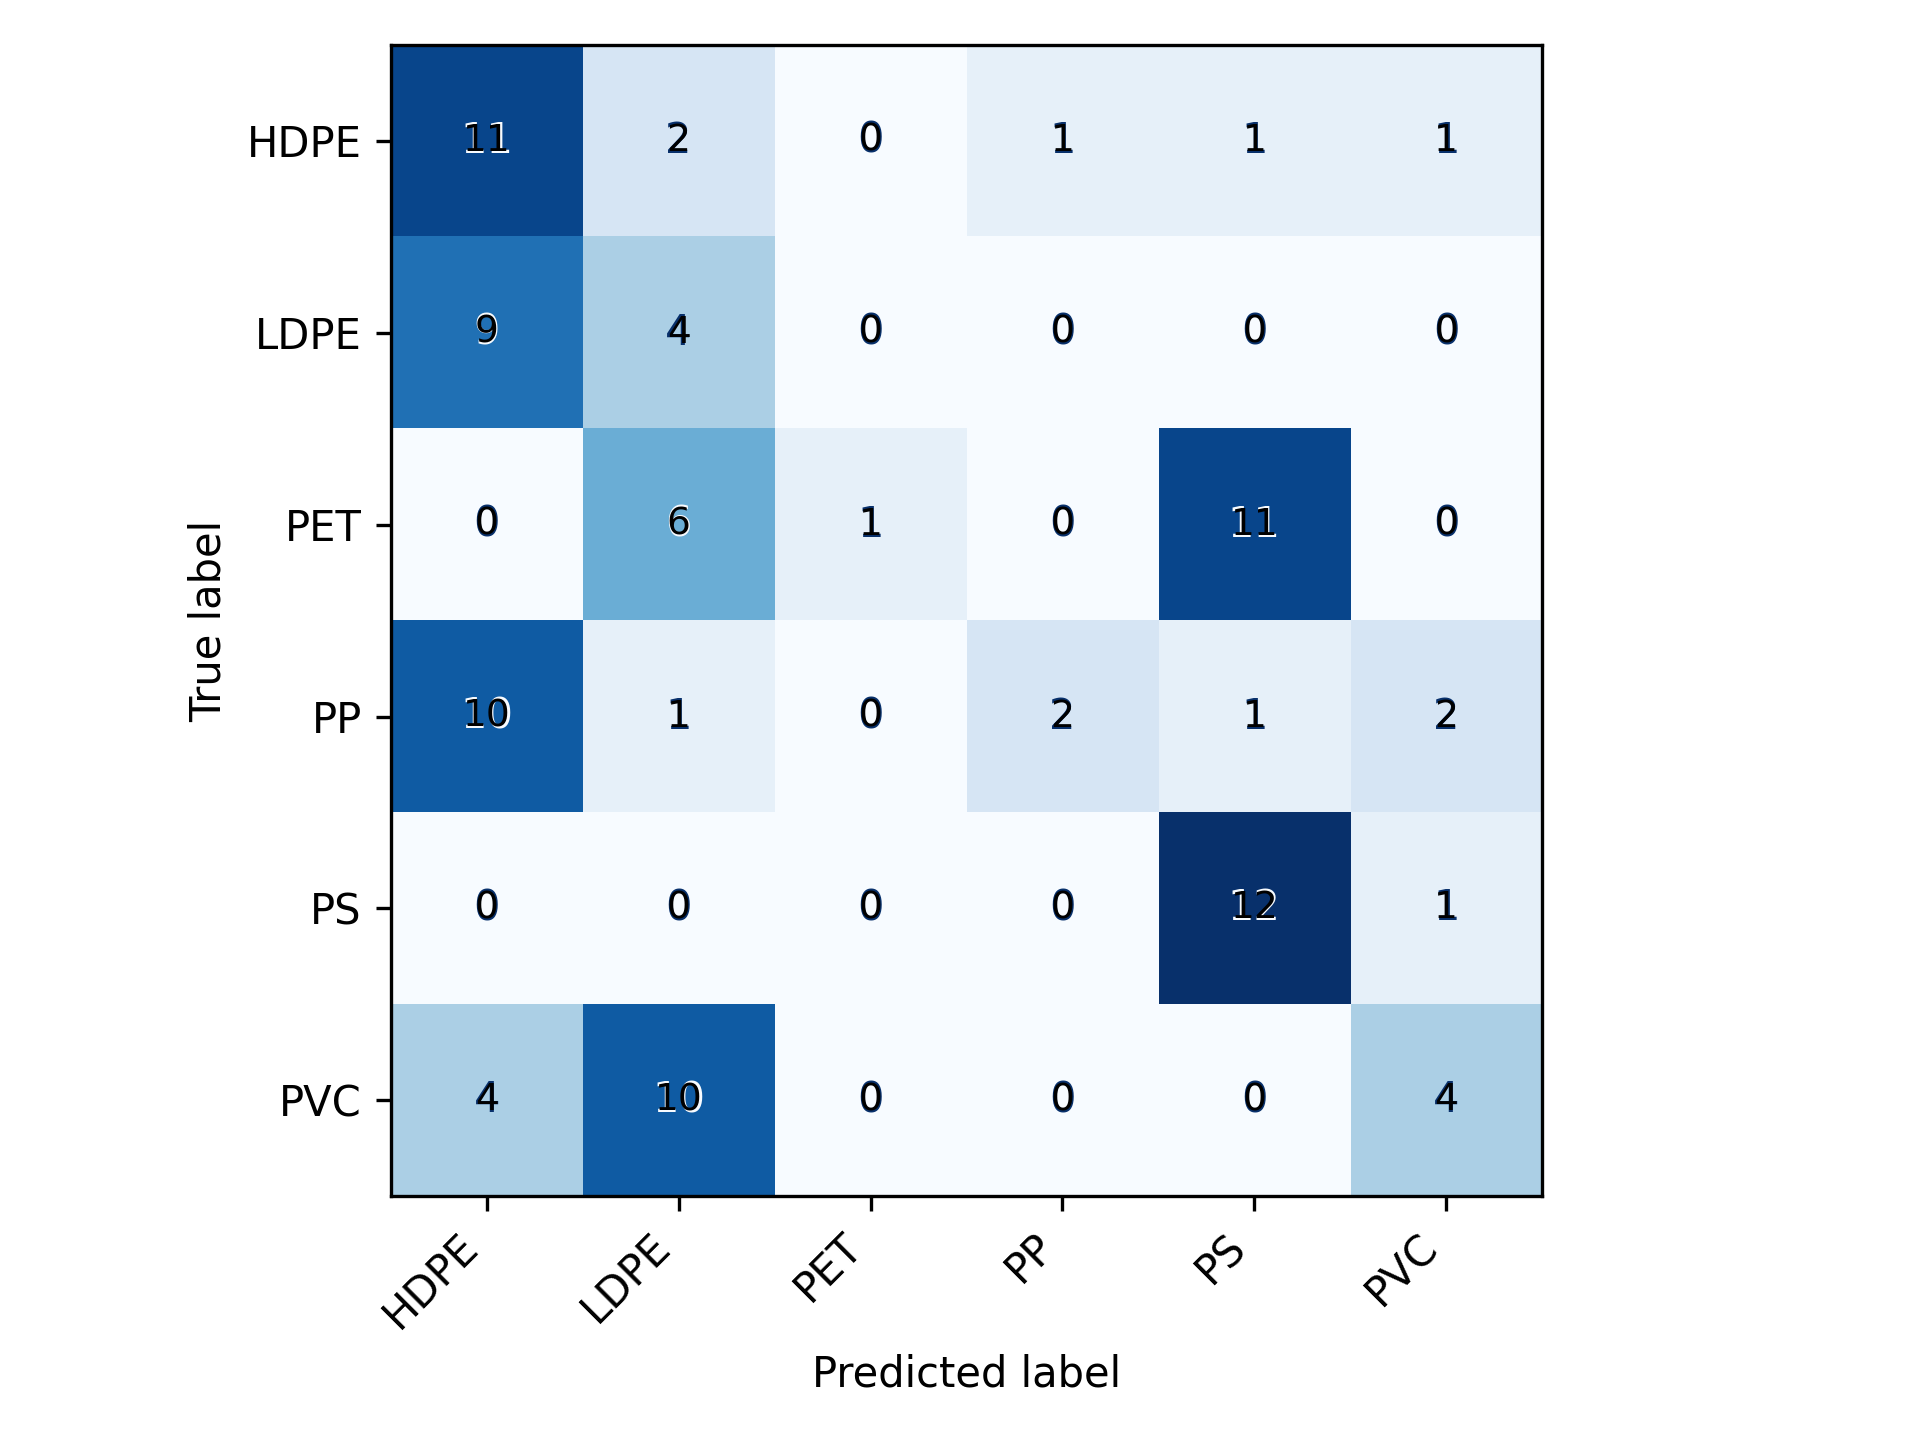 HDPE 11 2 0 1 1 1
LDPE 9 4 0 0 0 0
PET 0 6 1 0 11 0
PP 10 1 0 2 1 2
PS 0 0 0 0 12 1
PVC 4 10 0 0 0 4
True label
HDPE LDPE PET PP PS PVC
Predicted label